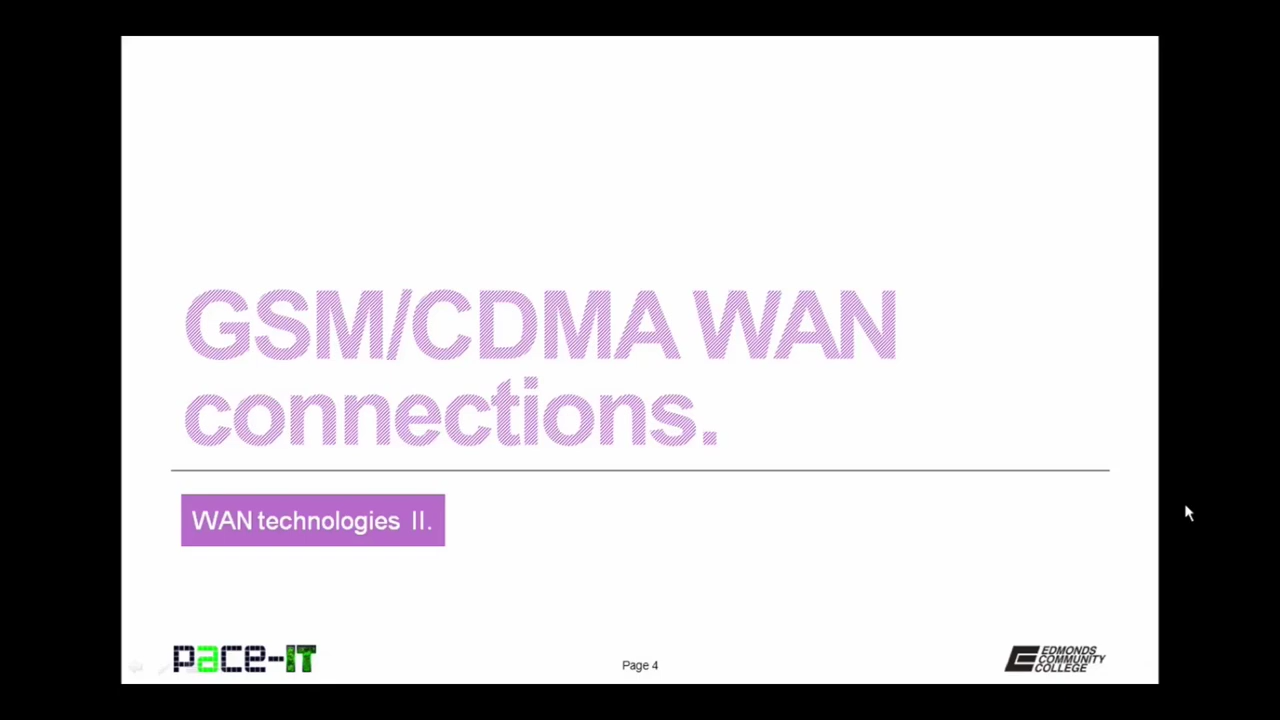 GSM/CDMA WAN
connections.
WAN technologies II.
pace-IT
Page 4
EDMONDS
COMMUNITY
COLLEGE